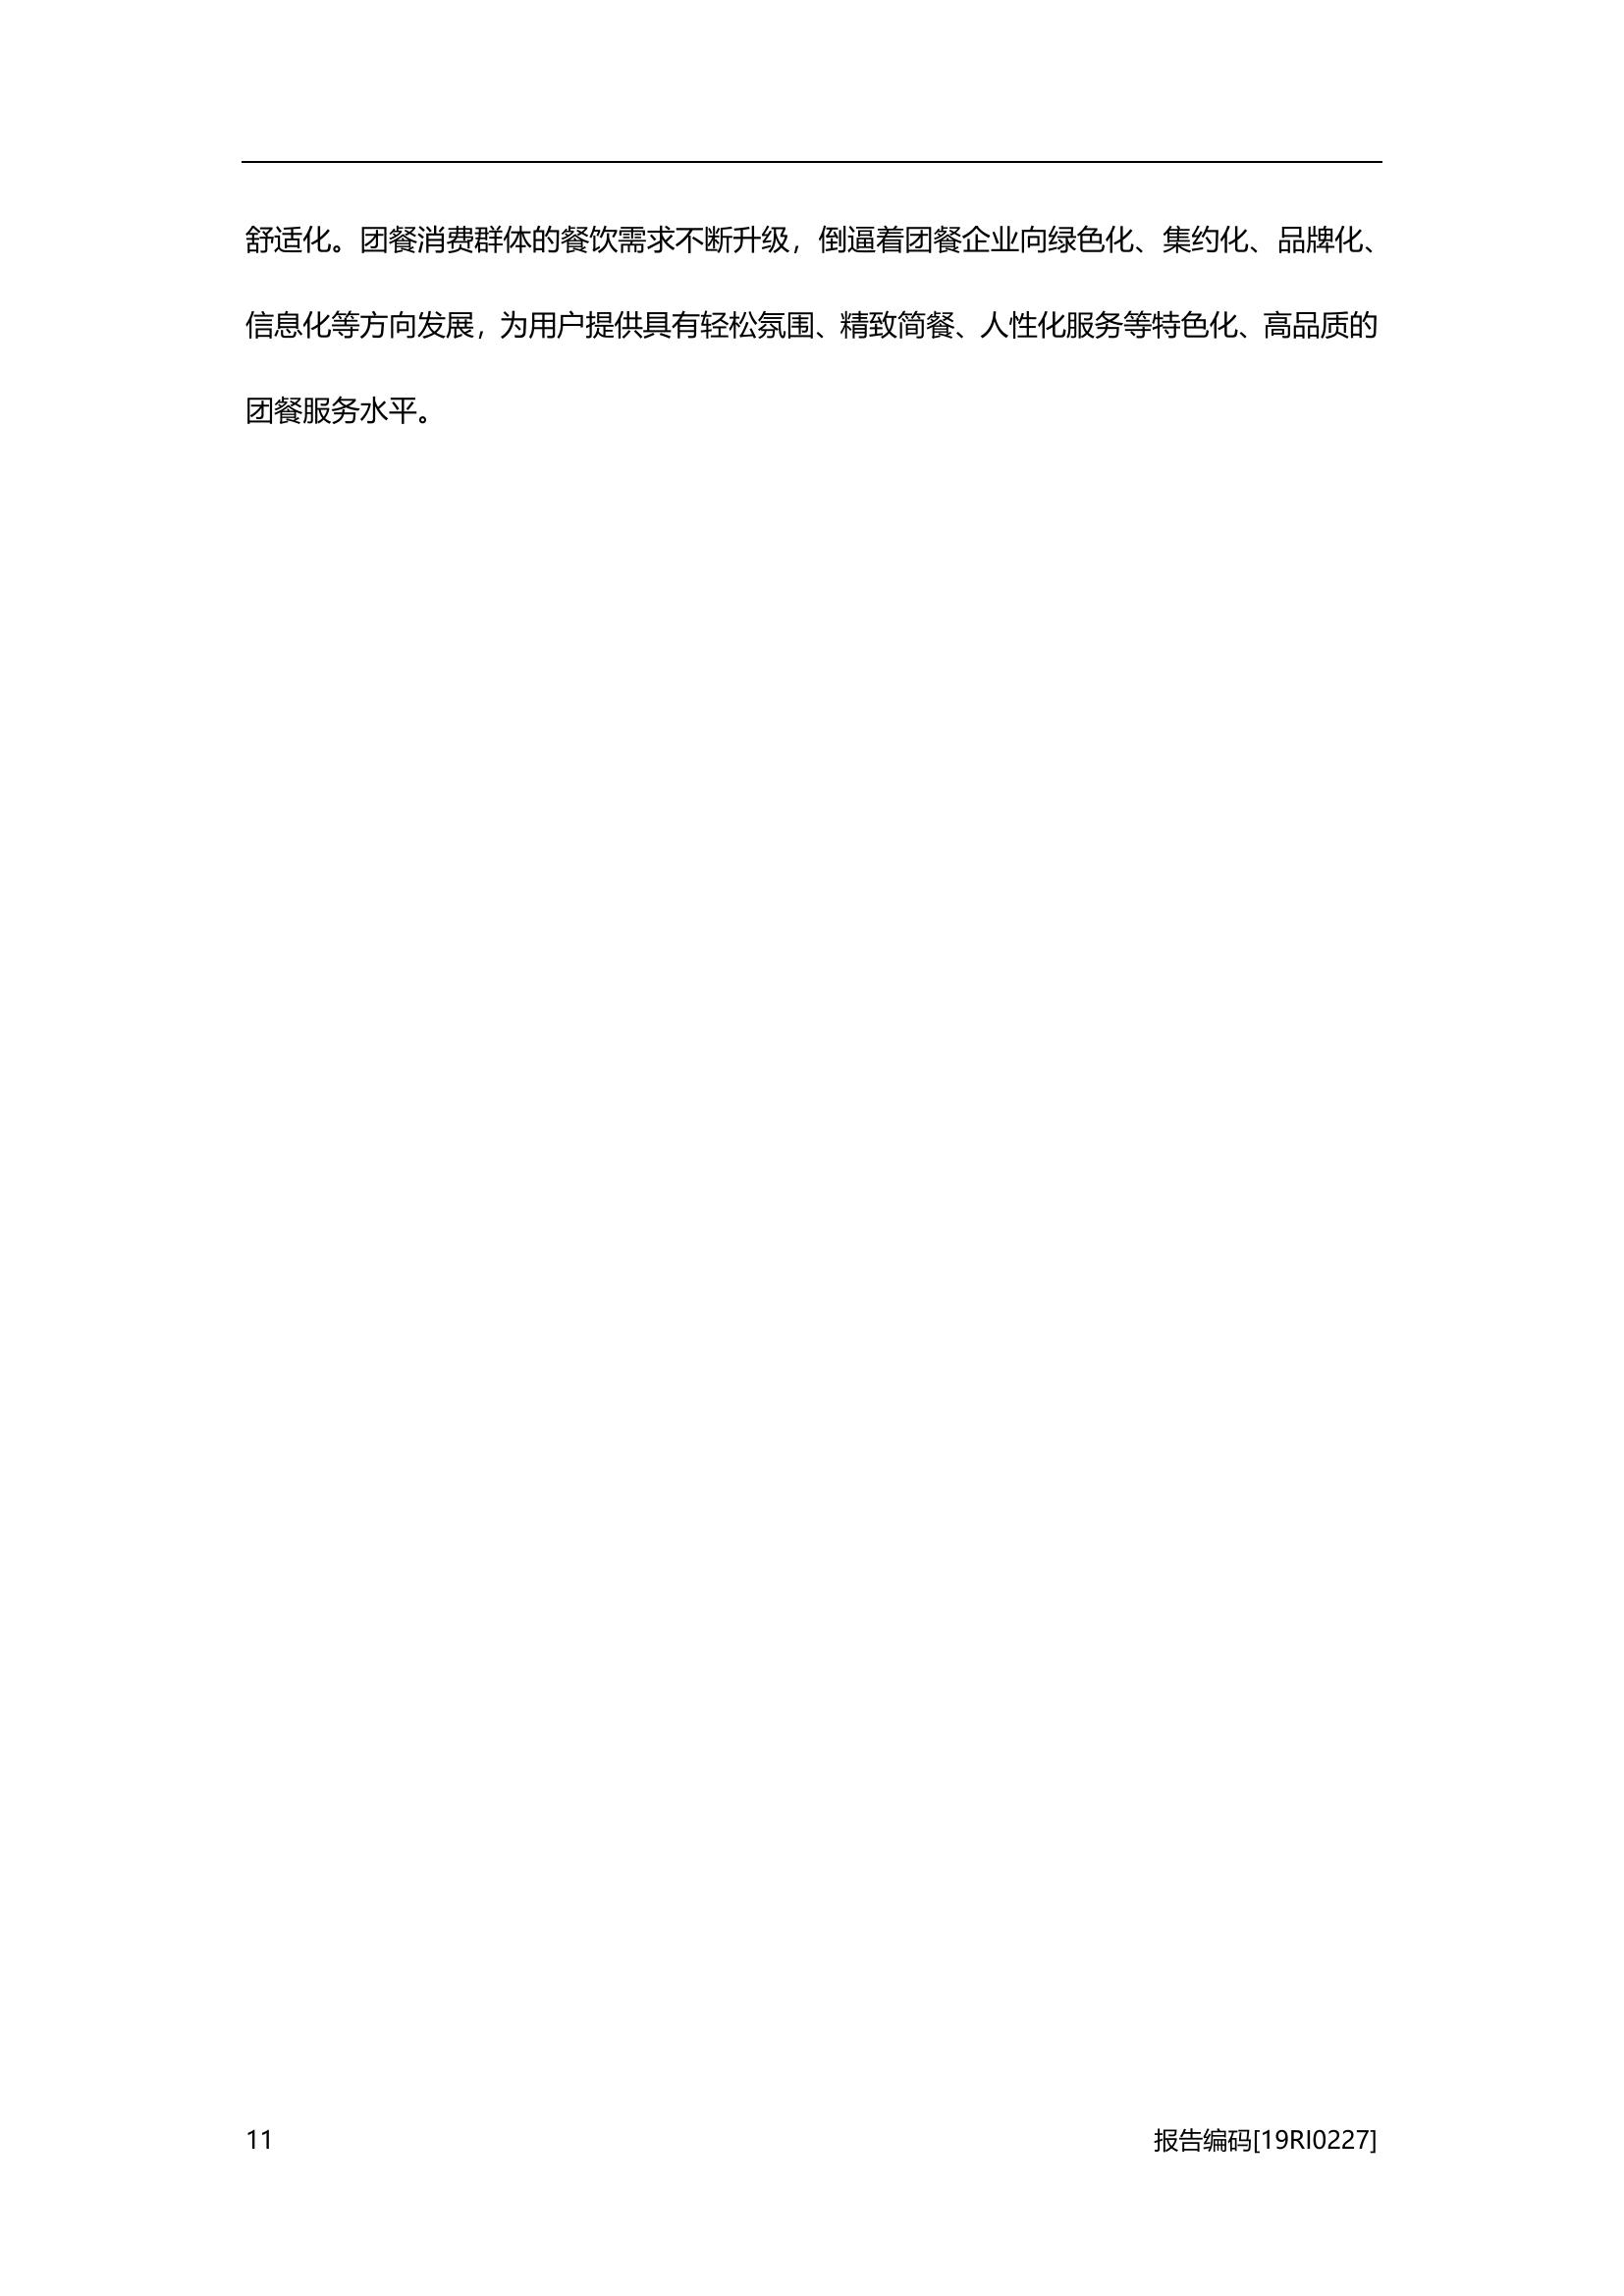 舒适化。团餐消费群体的餐饮需求不断升级，倒逼着团餐企业向绿色化、集约化、品牌化、
信息化等方向发展，为用户提供具有轻松氛围、精致简餐、人性化服务等特色化、高品质的
团餐服务水平。
11 报告编码[19RI0227]